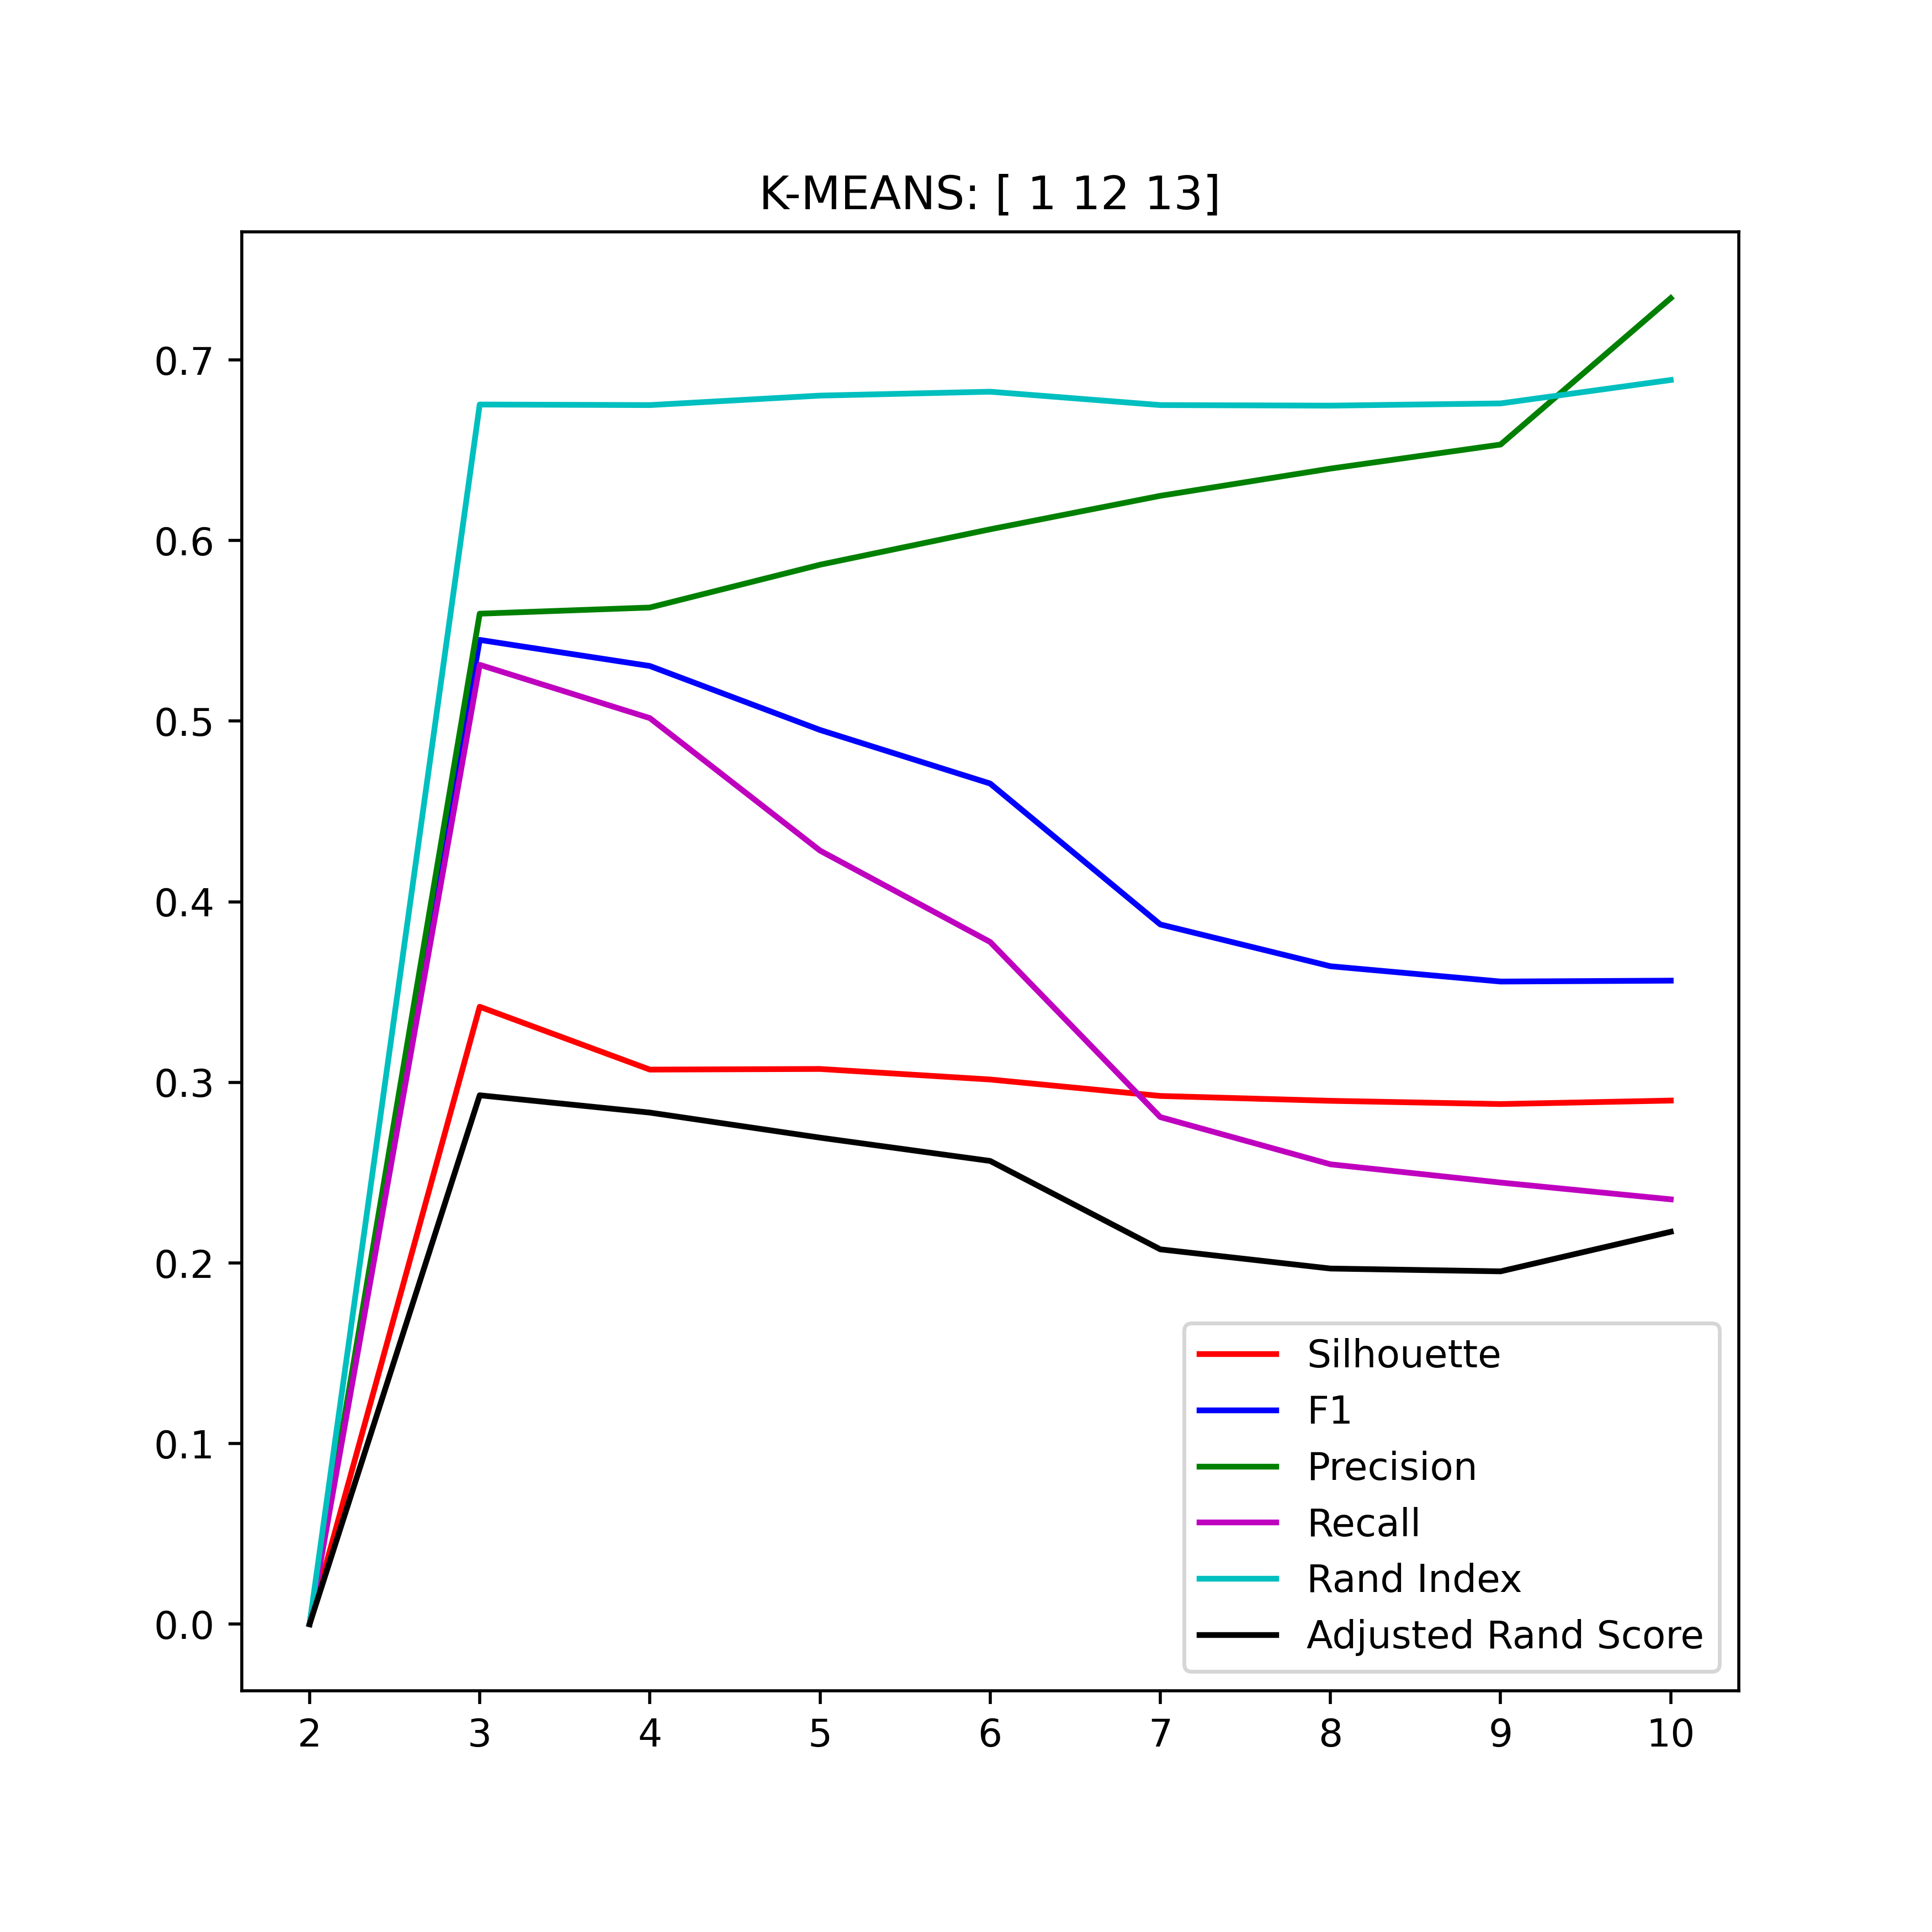 K-MEANS: [ 1 12 13]
0.7
0.6
0.5
0.4
0.3
0.2
0.1
0.0
Silhouette
F1
Precision
Recall
Rand Index
Adjusted Rand Score
2 3 4 5 6 7 8 9 10